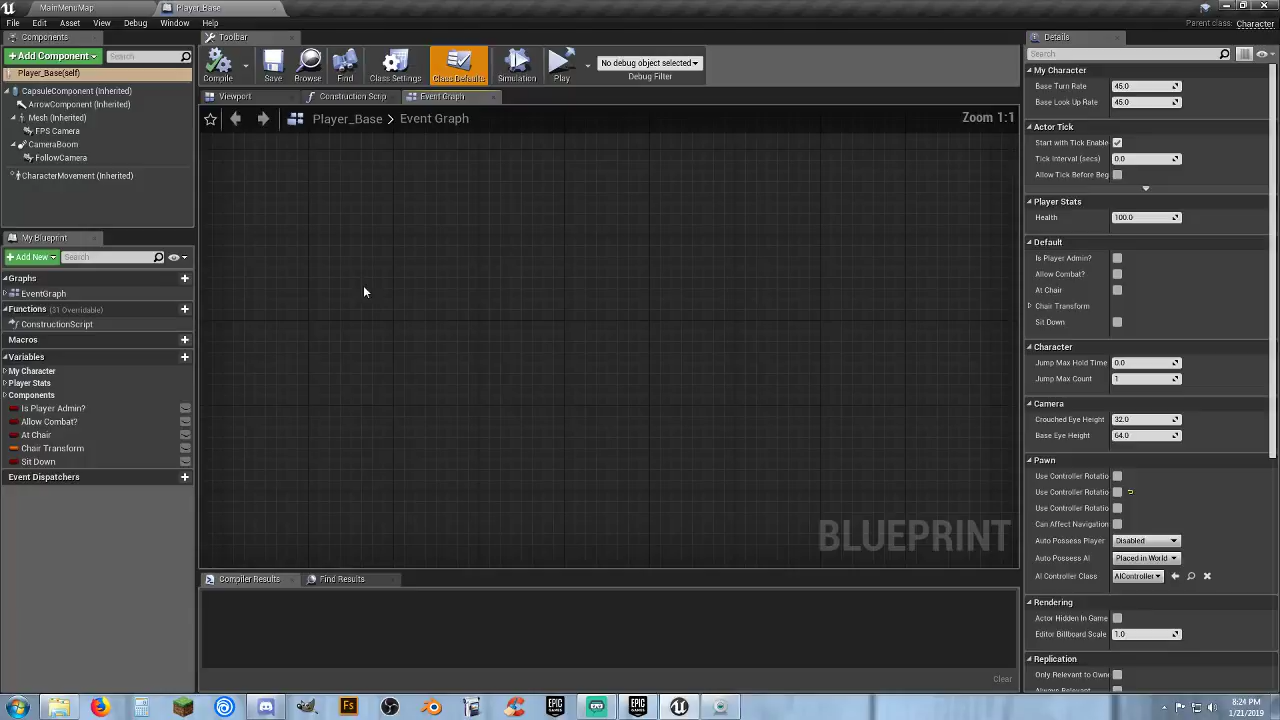 MainMenuMap
Player_Base
File
Edit
Asset
View
Debug
Window
Help
Parent class: Character
Components
Add Component
Search
Player_Base(self)
CapsuleComponent (Inherited)
ArrowComponent (Inherited)
Mesh (Inherited)
FPS Camera
CameraBoom
FollowCamera
CharacterMovement (Inherited)
My Blueprint
Add New
Search
Graphs
EventGraph
Functions (31 Overridable)
ConstructionScript
Macros
Variables
My Character
Player Stats
Components
Is Player Admin?
Allow Combat?
At Chair
Chair Transform
Sit Down
Event Dispatchers
Toolbar
Compile
Save
Browse
Find
Class Settings
Class Defaults
Simulation
Play
No debug object selected
Debug Filter
Viewport
Construction Scrip
Event Graph
Player_Base > Event Graph
Zoom 1:1
BLUEPRINT
Compiler Results
Find Results
Clear
Details
Search
My Character
Base Turn Rate 45.0
Base Look Up Rate 45.0
Actor Tick
Start with Tick Enable
Tick Interval (secs) 0.0
Allow Tick Before Beg
Player Stats
Health 100.0
Default
Is Player Admin?
Allow Combat?
At Chair
Chair Transform
Sit Down
Character
Jump Max Hold Time 0.0
Jump Max Count 1
Camera
Crouched Eye Height 32.0
Base Eye Height 64.0
Pawn
Use Controller Rotatio
Use Controller Rotatio
Use Controller Rotatio
Can Affect Navigation
Auto Possess Player Disabled
Auto Possess AI Placed in World
AI Controller Class AIController
Rendering
Actor Hidden In Game
Editor Billboard Scale 1.0
Replication
Only Relevant to Owne
Always Relevant
Fs
EPIC GAMES
EPIC GAMES
8:24 PM
1/21/2019